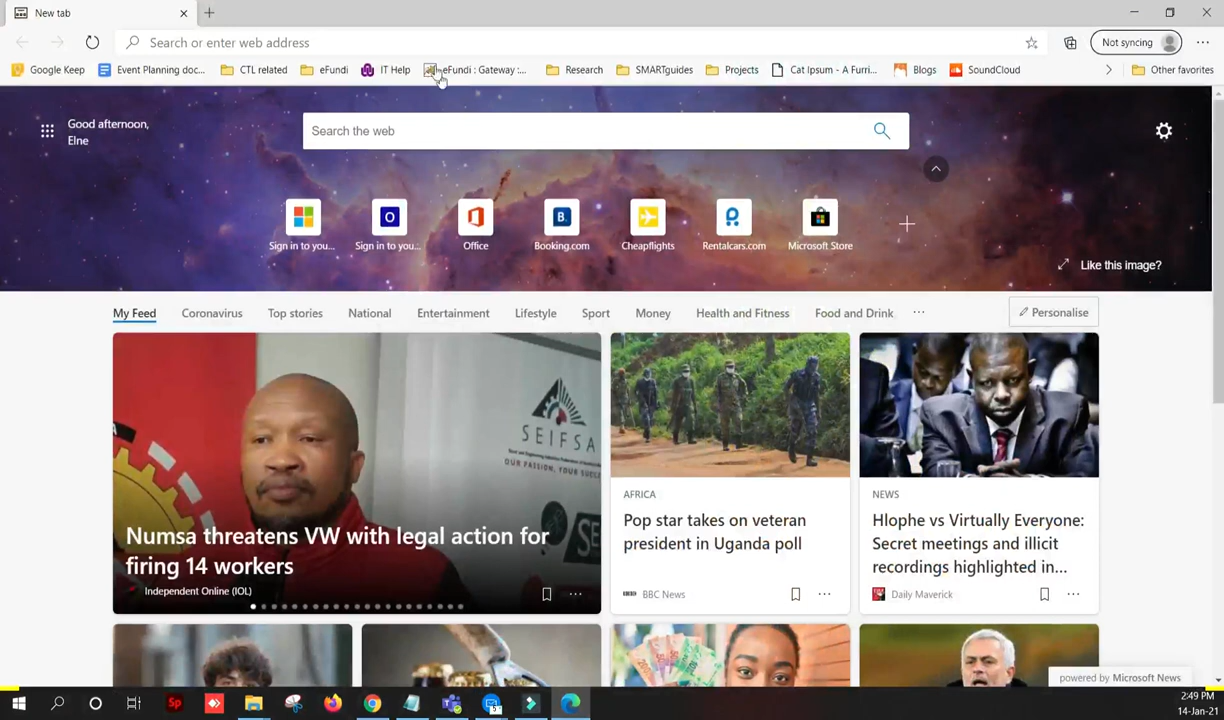 New tab
Search or enter web address
Not syncing
Google Keep
Event Planning doc...
CTL related
eFundi
IT Help
eFundi : Gateway :...
Research
SMARTguides
Projects
Cat Ipsum - A Furri...
Blogs
SoundCloud
Other favorites
Good afternoon,
Elne
Search the web
Sign in to you...
Sign in to you...
Office
Booking.com
Cheapflights
Rentalcars.com
Microsoft Store
Like this image?
My Feed
Coronavirus
Top stories
National
Entertainment
Lifestyle
Sport
Money
Health and Fitness
Food and Drink
Personalise
SEIFSA
Numsa threatens VW with legal action for
firing 14 workers
Independent Online (IOL)
AFRICA
Pop star takes on veteran
president in Uganda poll
BBC News
NEWS
Hlophe vs Virtually Everyone:
Secret meetings and illicit
recordings highlighted in...
Daily Maverick
powered by Microsoft News
2:49 PM
14-Jan-21